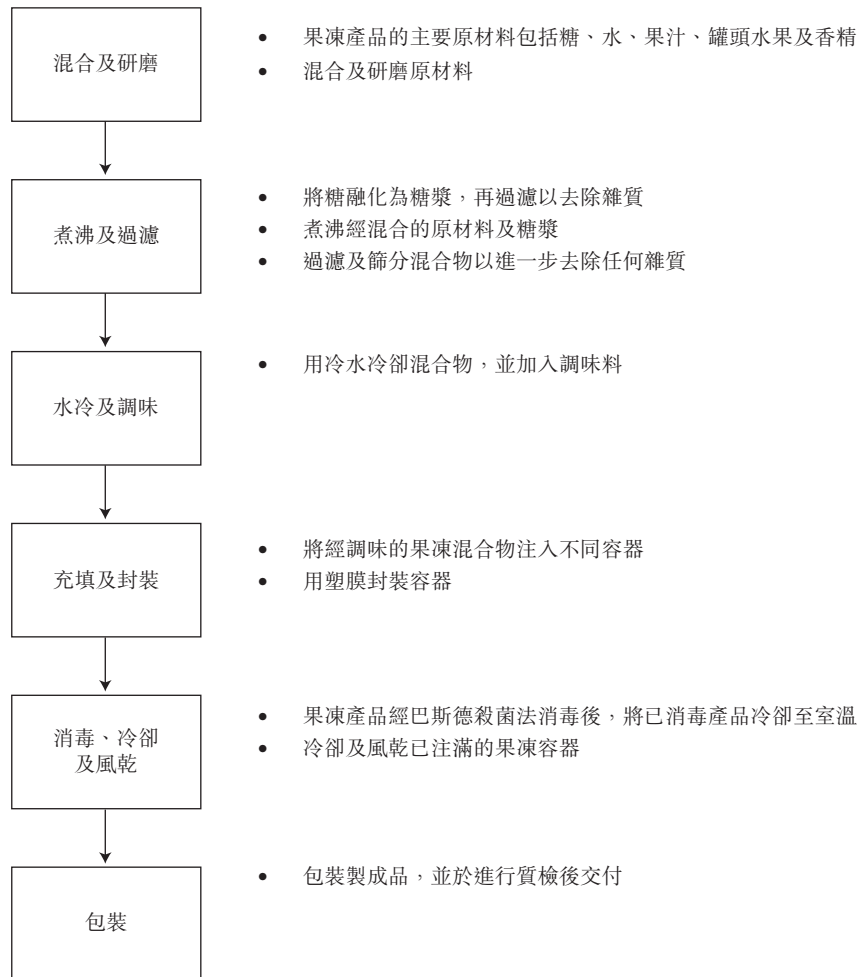 混合及研磨
• 果凍產品的主要原材料包括糖、水、果汁、罐頭水果及香精
• 混合及研磨原材料
煮沸及過濾
• 將糖融化為糖漿，再過濾以去除雜質
• 煮沸經混合的原材料及糖漿
• 過濾及篩分混合物以進一步去除任何雜質
水冷及調味
• 用冷水冷卻混合物，並加入調味料
充填及封裝
• 將經調味的果凍混合物注入不同容器
• 用塑膜封裝容器
消毒、冷卻
及風乾
• 果凍產品經巴斯德殺菌法消毒後，將已消毒產品冷卻至室溫
• 冷卻及風乾已注滿的果凍容器
包裝
• 包裝製成品，並於進行質檢後交付